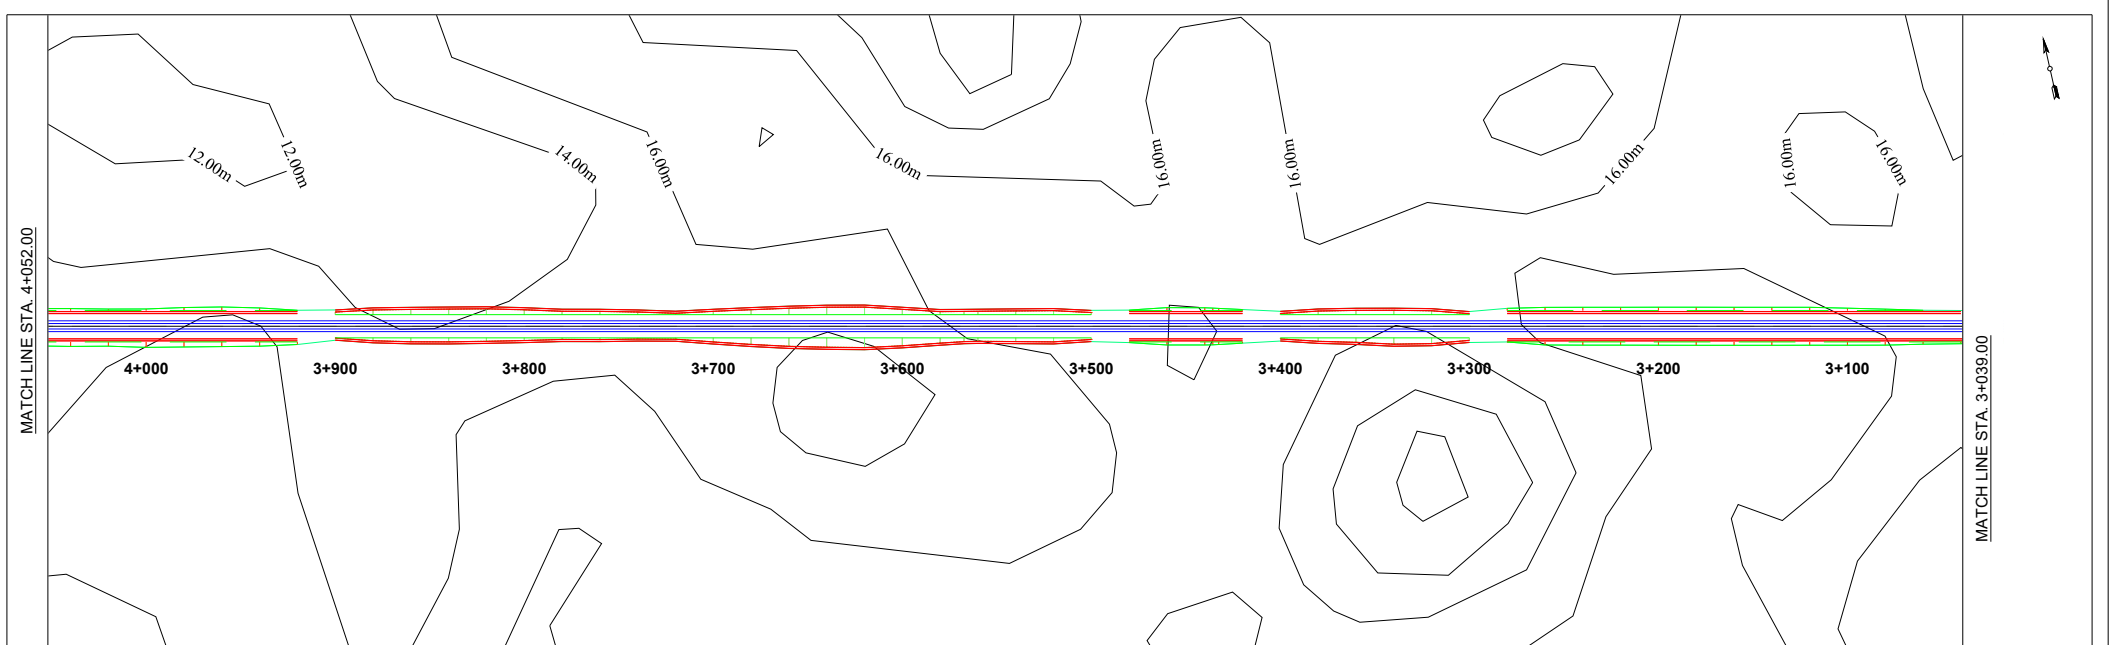 MATCH LINE STA. 4+052.00
12.00m
12.00m
14.00m
16.00m
16.00m
16.00m
16.00m
16.00m
16.00m
16.00m
4+000
3+900
3+800
3+700
3+600
3+500
3+400
3+300
3+200
3+100
MATCH LINE STA. 3+039.00